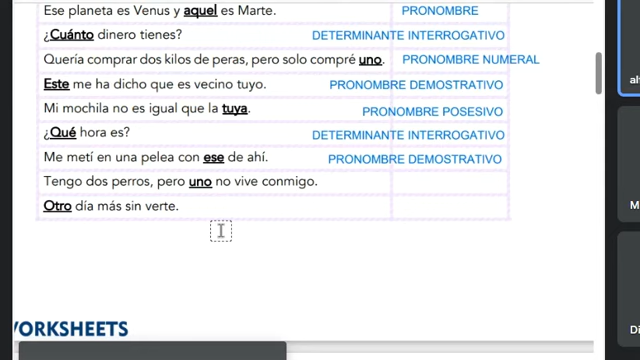 Ese planeta es Venus y aquel es Marte. PRONOMBRE
¿Cuánto dinero tienes? DETERMINANTE INTERROGATIVO
Quería comprar dos kilos de peras, pero solo compré uno. PRONOMBRE NUMERAL
Este me ha dicho que es vecino tuyo. PRONOMBRE DEMOSTRATIVO
Mi mochila no es igual que la tuya. PRONOMBRE POSESIVO
¿Qué hora es? DETERMINANTE INTERROGATIVO
Me metí en una pelea con ese de ahí. PRONOMBRE DEMOSTRATIVO
Tengo dos perros, pero uno no vive conmigo.
Otro día más sin verte.
ORKSHEETS